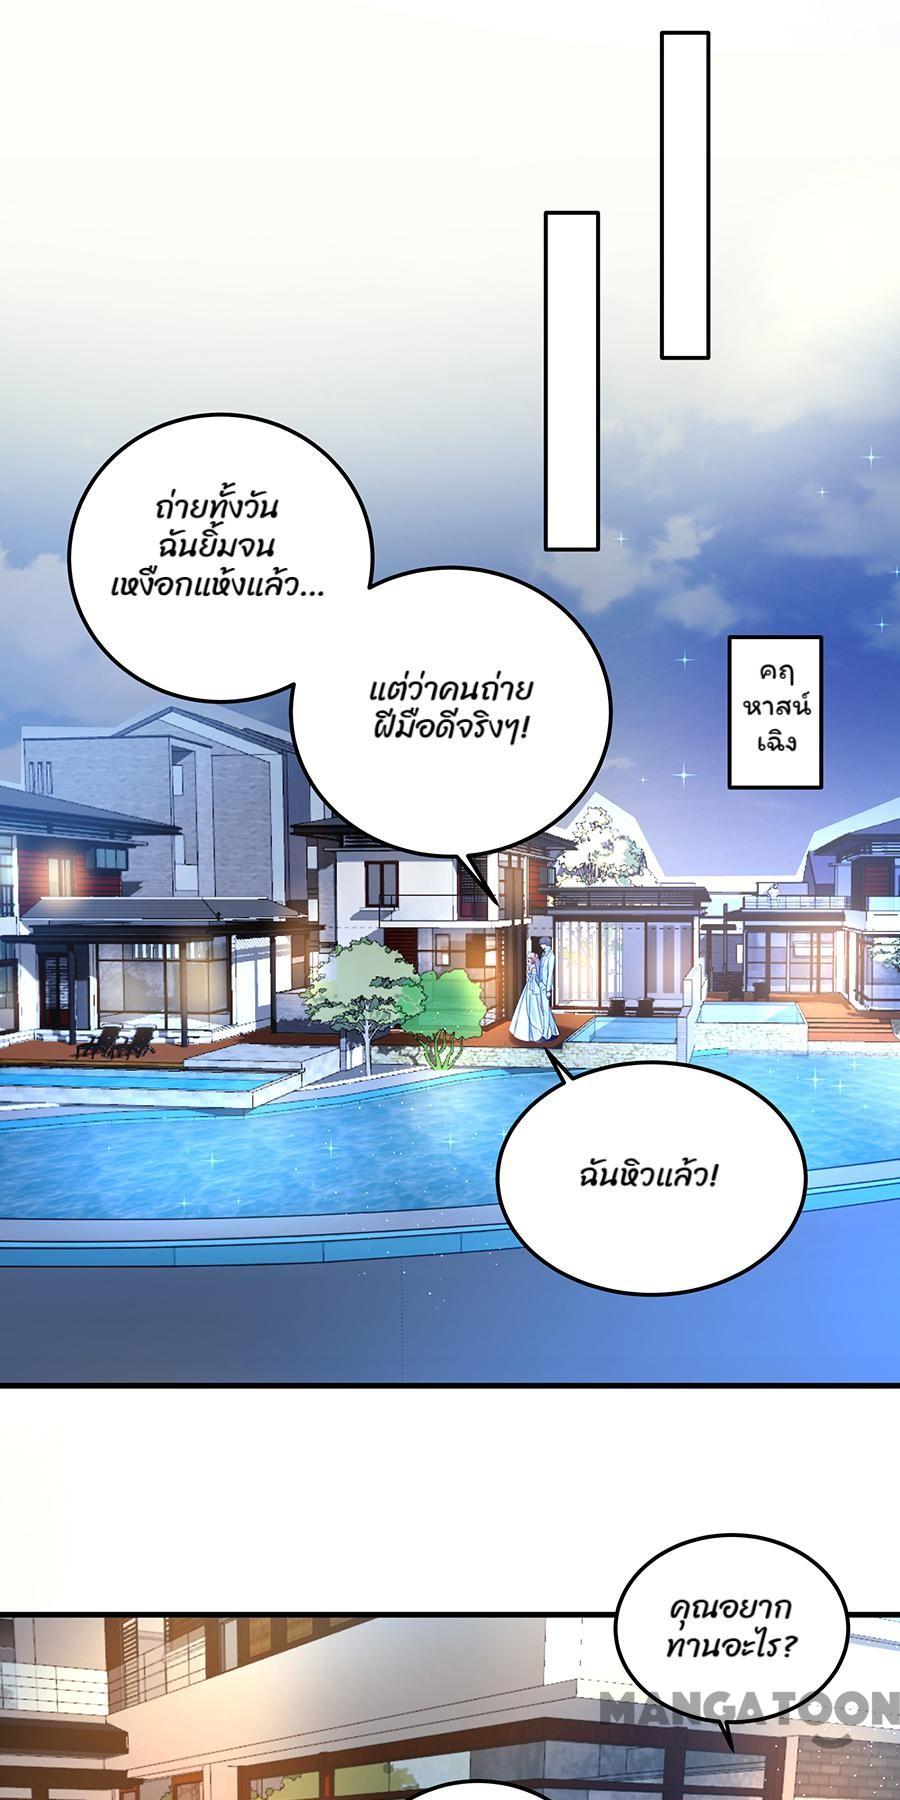 ถ่ายทั้งวัน
ฉันยิ้มจน
เหงือกแห้งแล้ว...
แต่ว่าคนถ่าย
ฝีมือดีจริงๆ!
คฤ
หาสน์
เฉิง
ฉันหิวแล้ว!
คุณอยาก
ทานอะไร?
MANGATOON